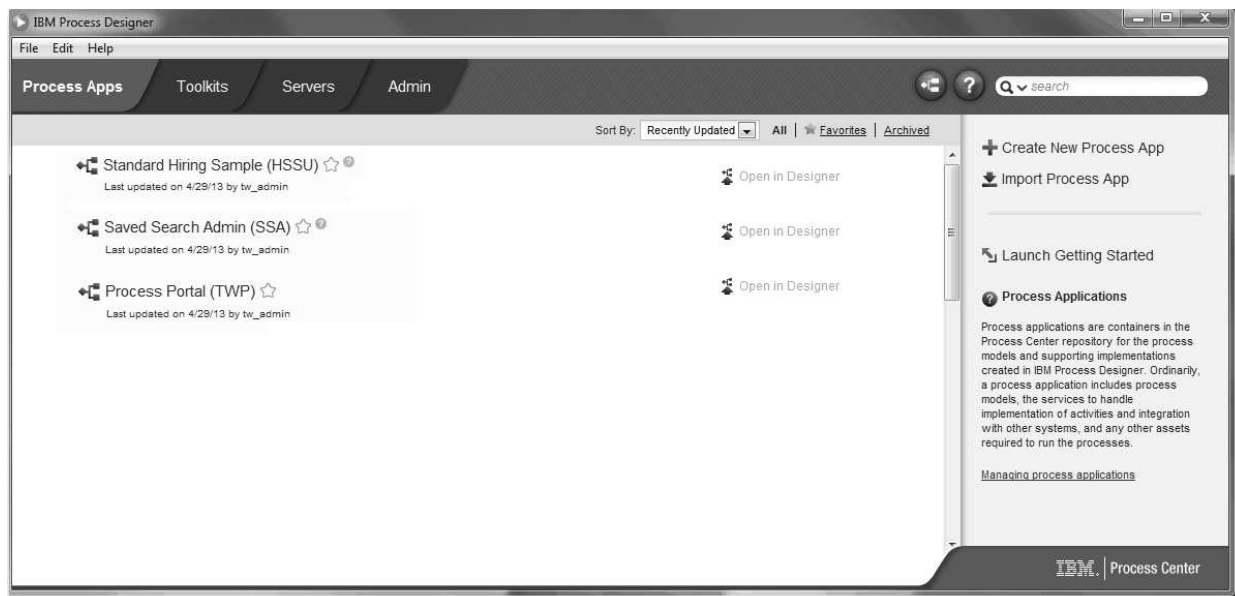 IBM Process Designer
File Edit Help
Process Apps Toolkits Servers Admin ? search
Sort By: Recently Updated All | Favorites | Archived
Standard Hiring Sample (HSSU) ?
Last updated on 4/29/13 by tw_admin
Open in Designer
Saved Search Admin (SSA) ?
Last updated on 4/29/13 by tw_admin
Open in Designer
Process Portal (TWP)
Last updated on 4/29/13 by tw_admin
Open in Designer
Create New Process App
Import Process App
Launch Getting Started
? Process Applications
Process applications are containers in the
Process Center repository for the process
models and supporting implementations
created in IBM Process Designer. Ordinarily,
a process application includes process
models, the services to handle
implementation of activities and integration
with other systems, and any other assets
required to run the processes.
Managing process applications
IBM. | Process Center